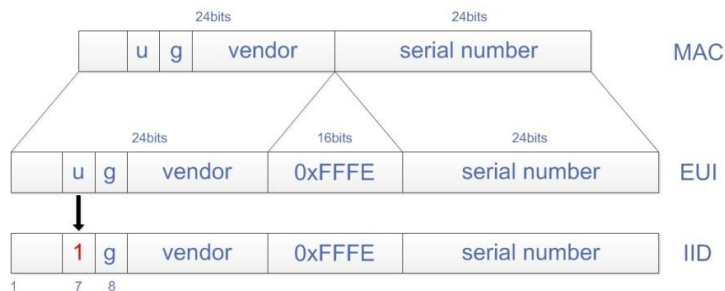 24bits 24bits
u g vendor serial number MAC
24bits 16bits 24bits
u g vendor 0xFFFE serial number EUI
1 g vendor 0xFFFE serial number IID
1 7 8